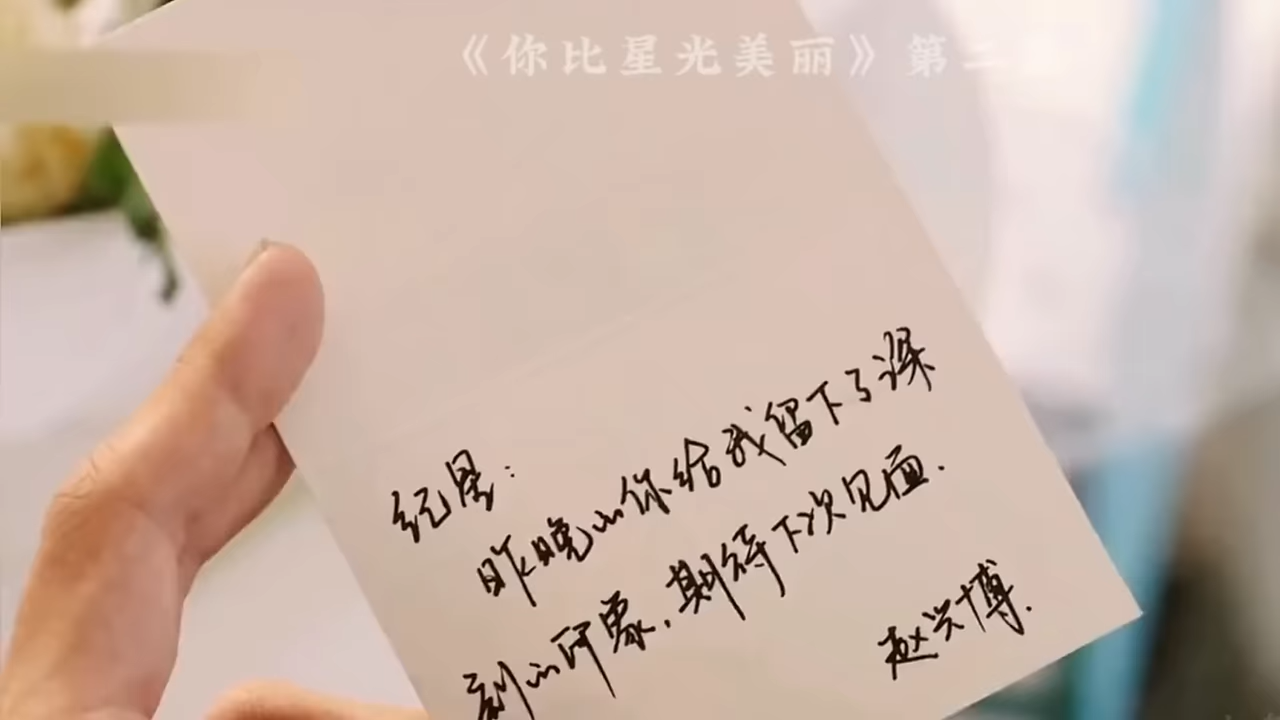 《你比星光美丽》第二
纪星：
昨晚的你给我留下了深
刻的印象，期待下次见面.
赵兴博.